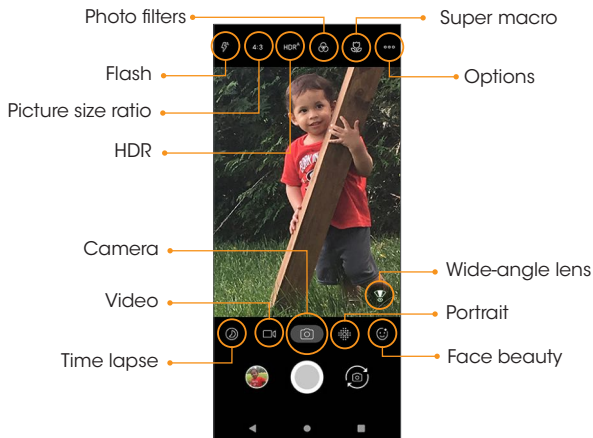 Photo filters
Super macro
4:3
HDR^A
Flash
Options
Picture size ratio
HDR
Camera
Wide-angle lens
Video
Portrait
Time lapse
Face beauty